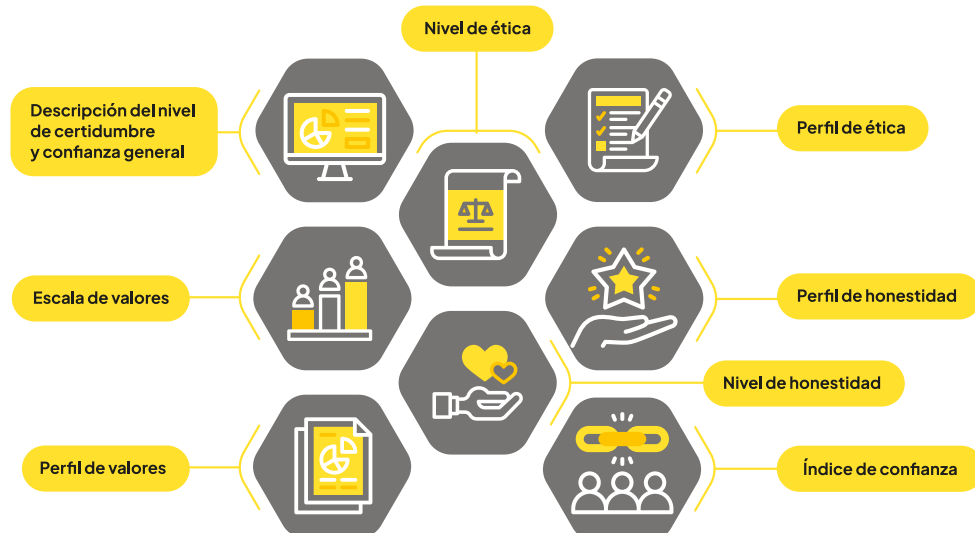 Nivel de ética
Descripción del nivel
de certidumbre
y confianza general
Perfil de ética
Escala de valores
Perfil de honestidad
Nivel de honestidad
Perfil de valores
Índice de confianza